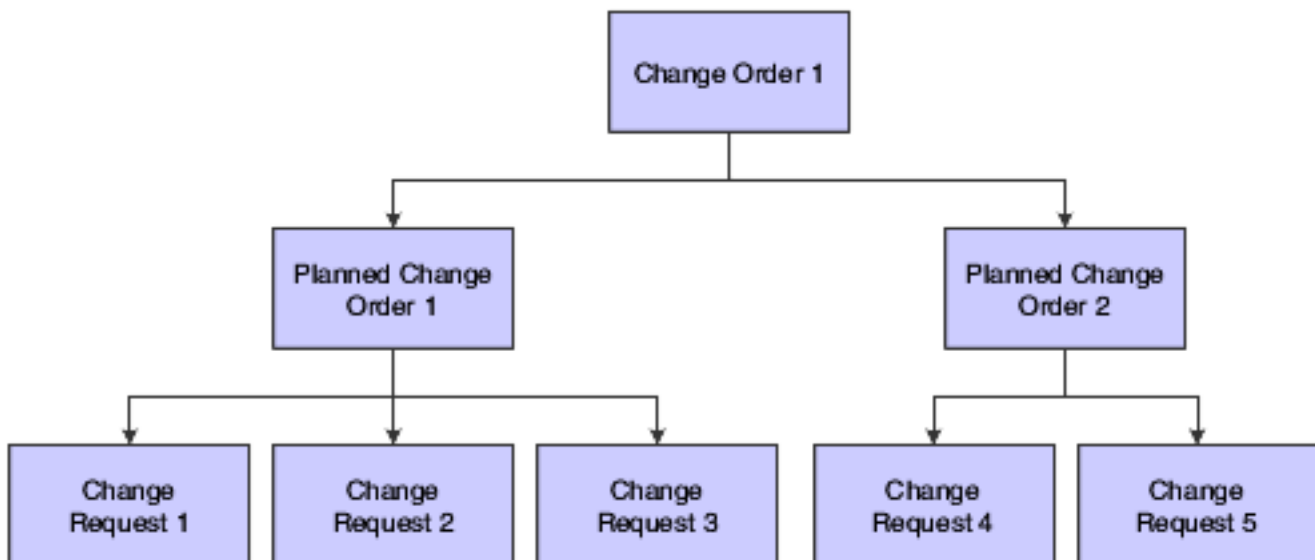 Change Order 1
Planned Change
Order 1
Planned Change
Order 2
Change
Request 1
Change
Request 2
Change
Request 3
Change
Request 4
Change
Request 5